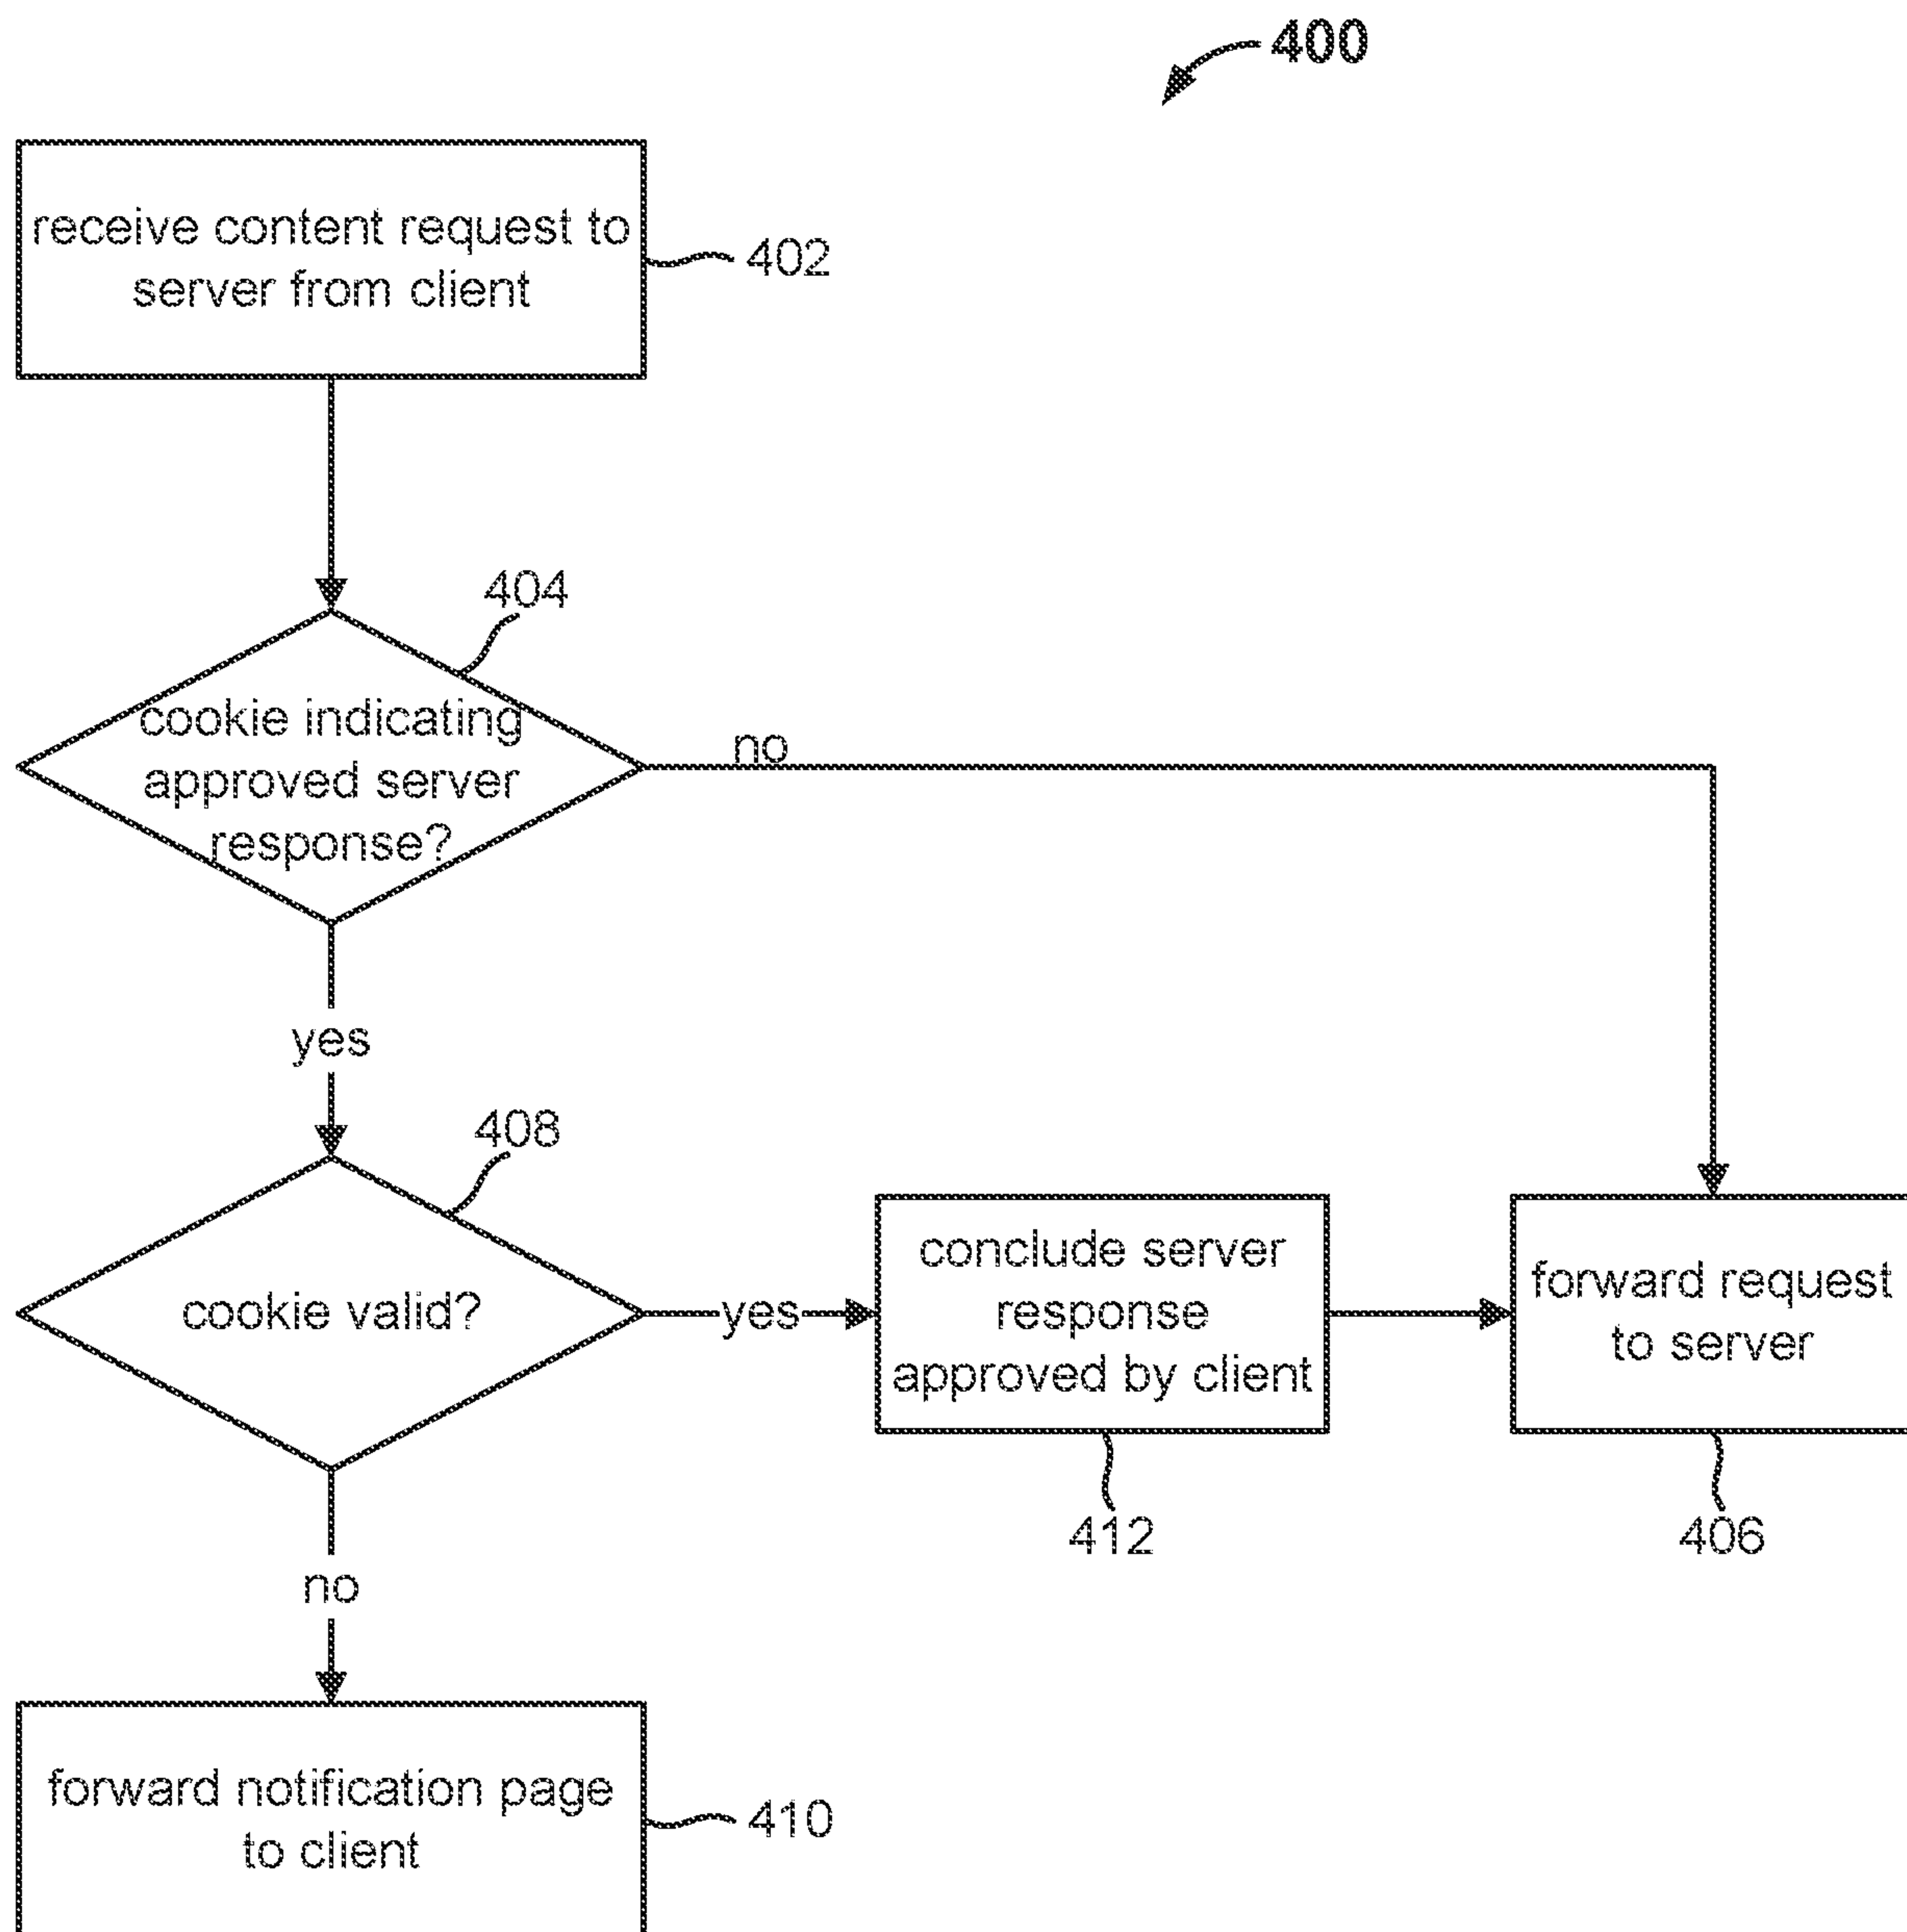 400
receive content request to
server from client
402
404
cookie indicating
approved server
response?
no
yes
408
cookie valid?
yes
conclude server
response
approved by client
forward request
to server
412
406
no
forward notification page
to client
410